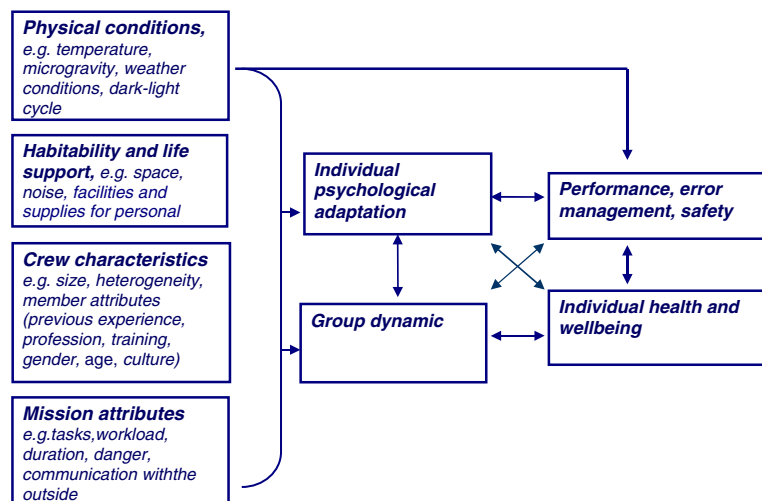 Physical conditions,
e.g. temperature,
microgravity, weather
conditions, dark-light
cycle
Habitability and life
support, e.g. space,
noise, facilities and
supplies for personal
Crew characteristics
e.g. size, heterogeneity,
member attributes
(previous experience,
profession, training,
gender, age, culture)
Mission attributes
e.g.tasks,workload,
duration, danger,
communication withthe
outside
Individual
psychological
adaptation
Group dynamic
Performance, error
management, safety
Individual health and
wellbeing